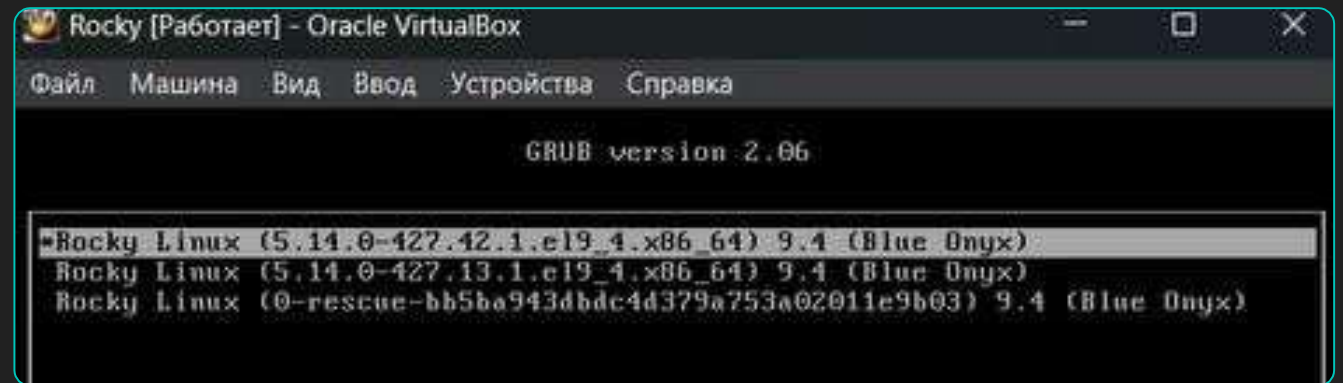 Rocky [Работает] - Oracle VirtualBox
Файл Машина Вид Ввод Устройства Справка
GRUB version 2.06
*Rocky Linux (5.14.0-427.42.1.el9_4.x86_64) 9.4 (Blue Onyx)
Rocky Linux (5.14.0-427.13.1.el9_4.x86_64) 9.4 (Blue Onyx)
Rocky Linux (0-rescue-bb5ba943dbdc4d379a753a02011e9b03) 9.4 (Blue Onyx)